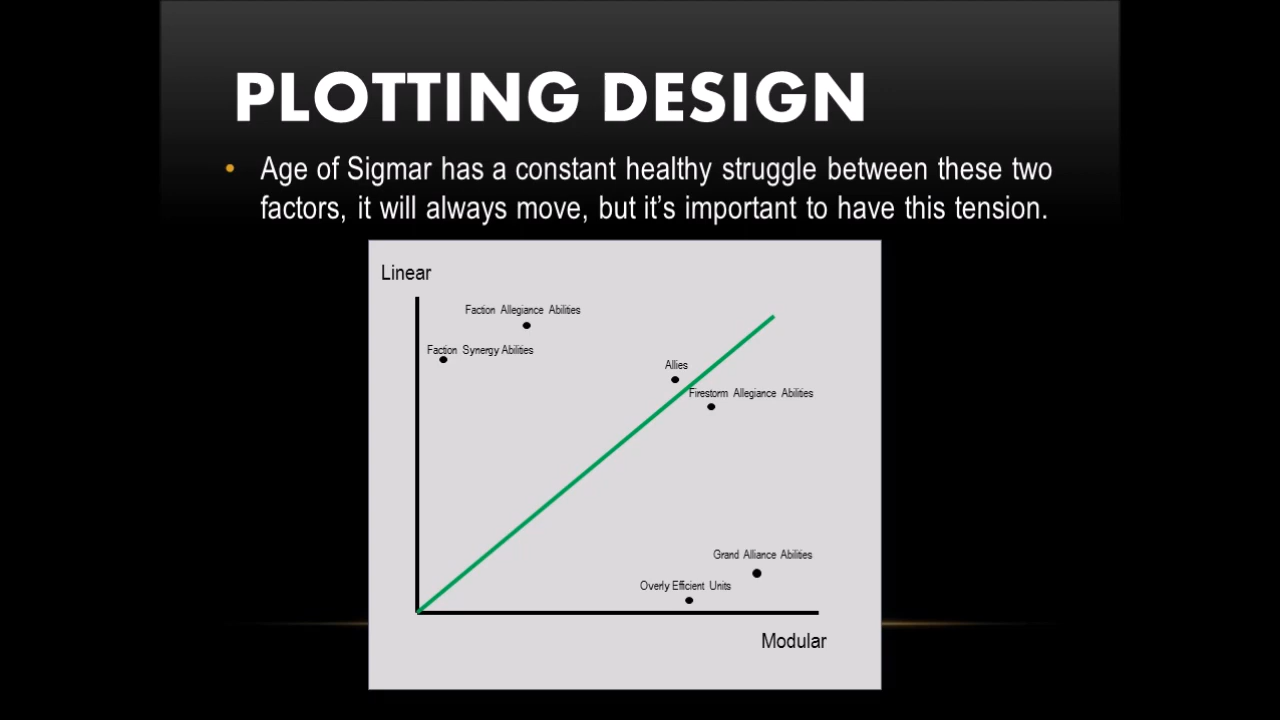 PLOTTING DESIGN
• Age of Sigmar has a constant healthy struggle between these two
factors, it will always move, but it’s important to have this tension.
Linear
Faction Allegiance Abilities
Faction Synergy Abilities
Allies
Firestorm Allegiance Abilities
Grand Alliance Abilities
Overly Efficient Units
Modular